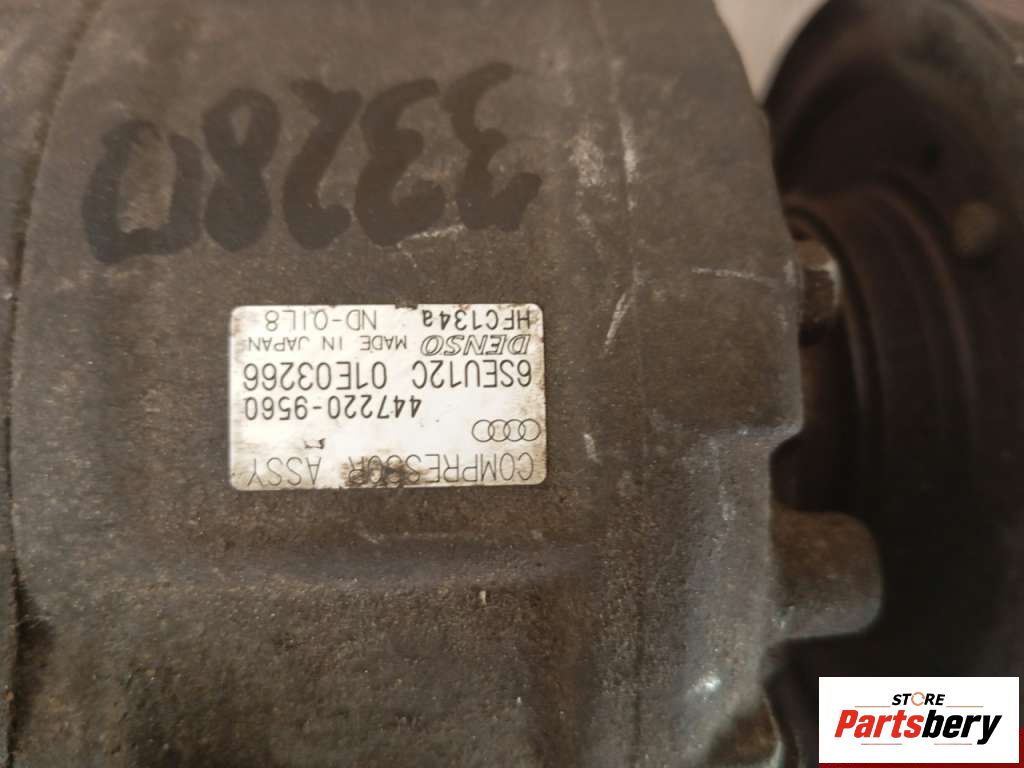 COMPRESSOR ASSY
447220-9560
6SEU12C 01E03266
DENSO MADE IN JAPAN
HFC134a ND-OIL8
33280
STORE
Partsbery